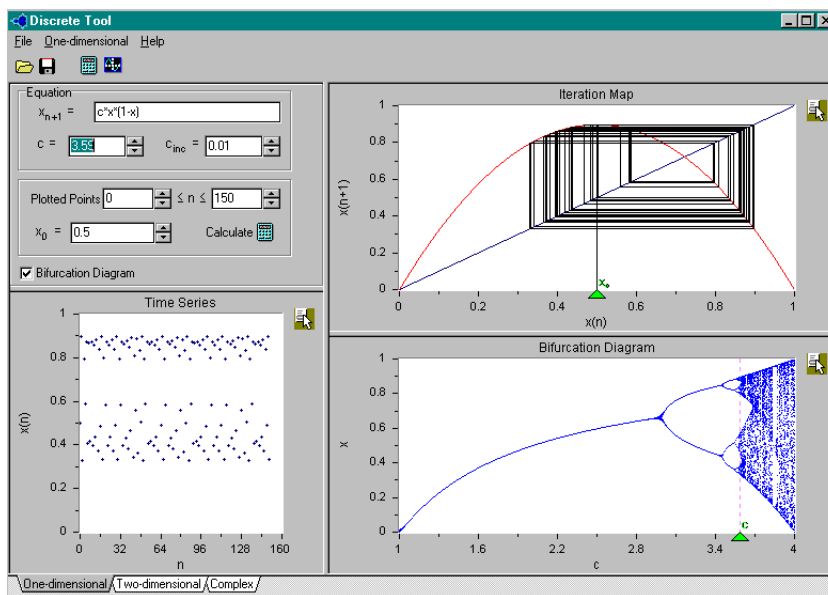 Discrete Tool
File One-dimensional Help
Equation
xn+1 = c*x*(1-x)
c = 3.59 cinc = 0.01
Plotted Points 0 ≤ n ≤ 150
x0 = 0.5 Calculate
Bifurcation Diagram
Time Series
1
0.8
0.6
0.4
0.2
0
x(n)
0 32 64 96 128 160
n
Iteration Map
1
0.8
0.6
0.4
0.2
0
x(n+1)
x0
0 0.2 0.4 0.6 0.8 1
x(n)
Bifurcation Diagram
1
0.8
0.6
0.4
0.2
0
x
c
1 1.6 2.2 2.8 3.4 4
c
One-dimensional Two-dimensional Complex